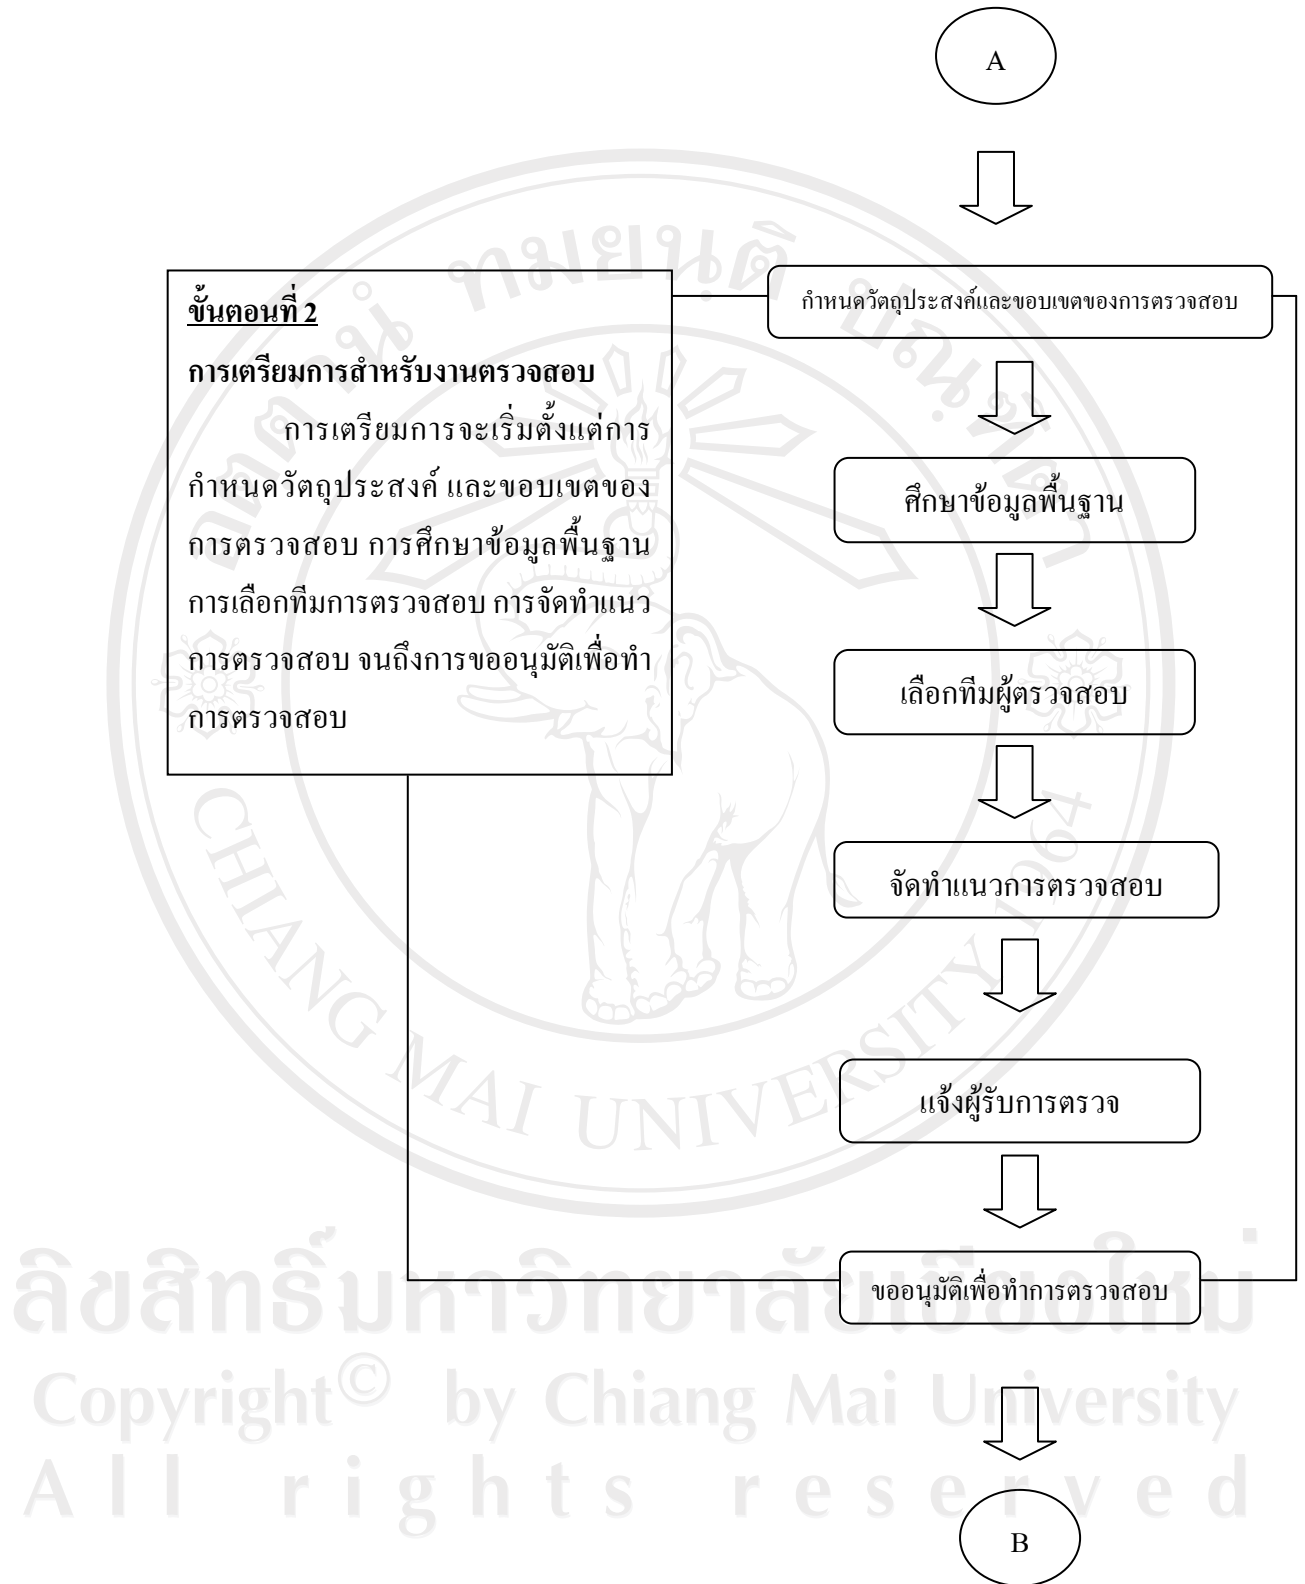 A
ขั้นตอนที่ 2
การเตรียมการสำหรับงานตรวจสอบ
การเตรียมการจะเริ่มตั้งแต่การ
กำหนดวัตถุประสงค์ และขอบเขตของ
การตรวจสอบ การศึกษาข้อมูลพื้นฐาน
การเลือกทีมการตรวจสอบ การจัดทำแนว
การตรวจสอบ จนถึงการขออนุมัติเพื่อทำ
การตรวจสอบ
กำหนดวัตถุประสงค์และขอบเขตของการตรวจสอบ
ศึกษาข้อมูลพื้นฐาน
เลือกทีมผู้ตรวจสอบ
จัดทำแนวการตรวจสอบ
แจ้งผู้รับการตรวจ
ขออนุมัติเพื่อทำการตรวจสอบ
B
CHIANG MAI UNIVERSITY 1964
ลิขสิทธิ์มหาวิทยาลัยเชียงใหม่
Copyright© by Chiang Mai University
All rights reserved